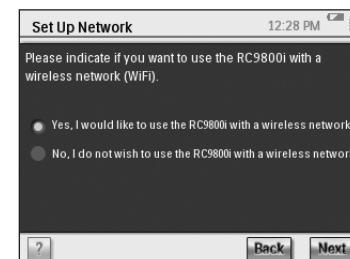 Set Up Network 12:28 PM
Please indicate if you want to use the RC9800i with a
wireless network (WiFi).
Yes, I would like to use the RC9800i with a wireless network
No, I do not wish to use the RC9800i with a wireless networ
? Back Next